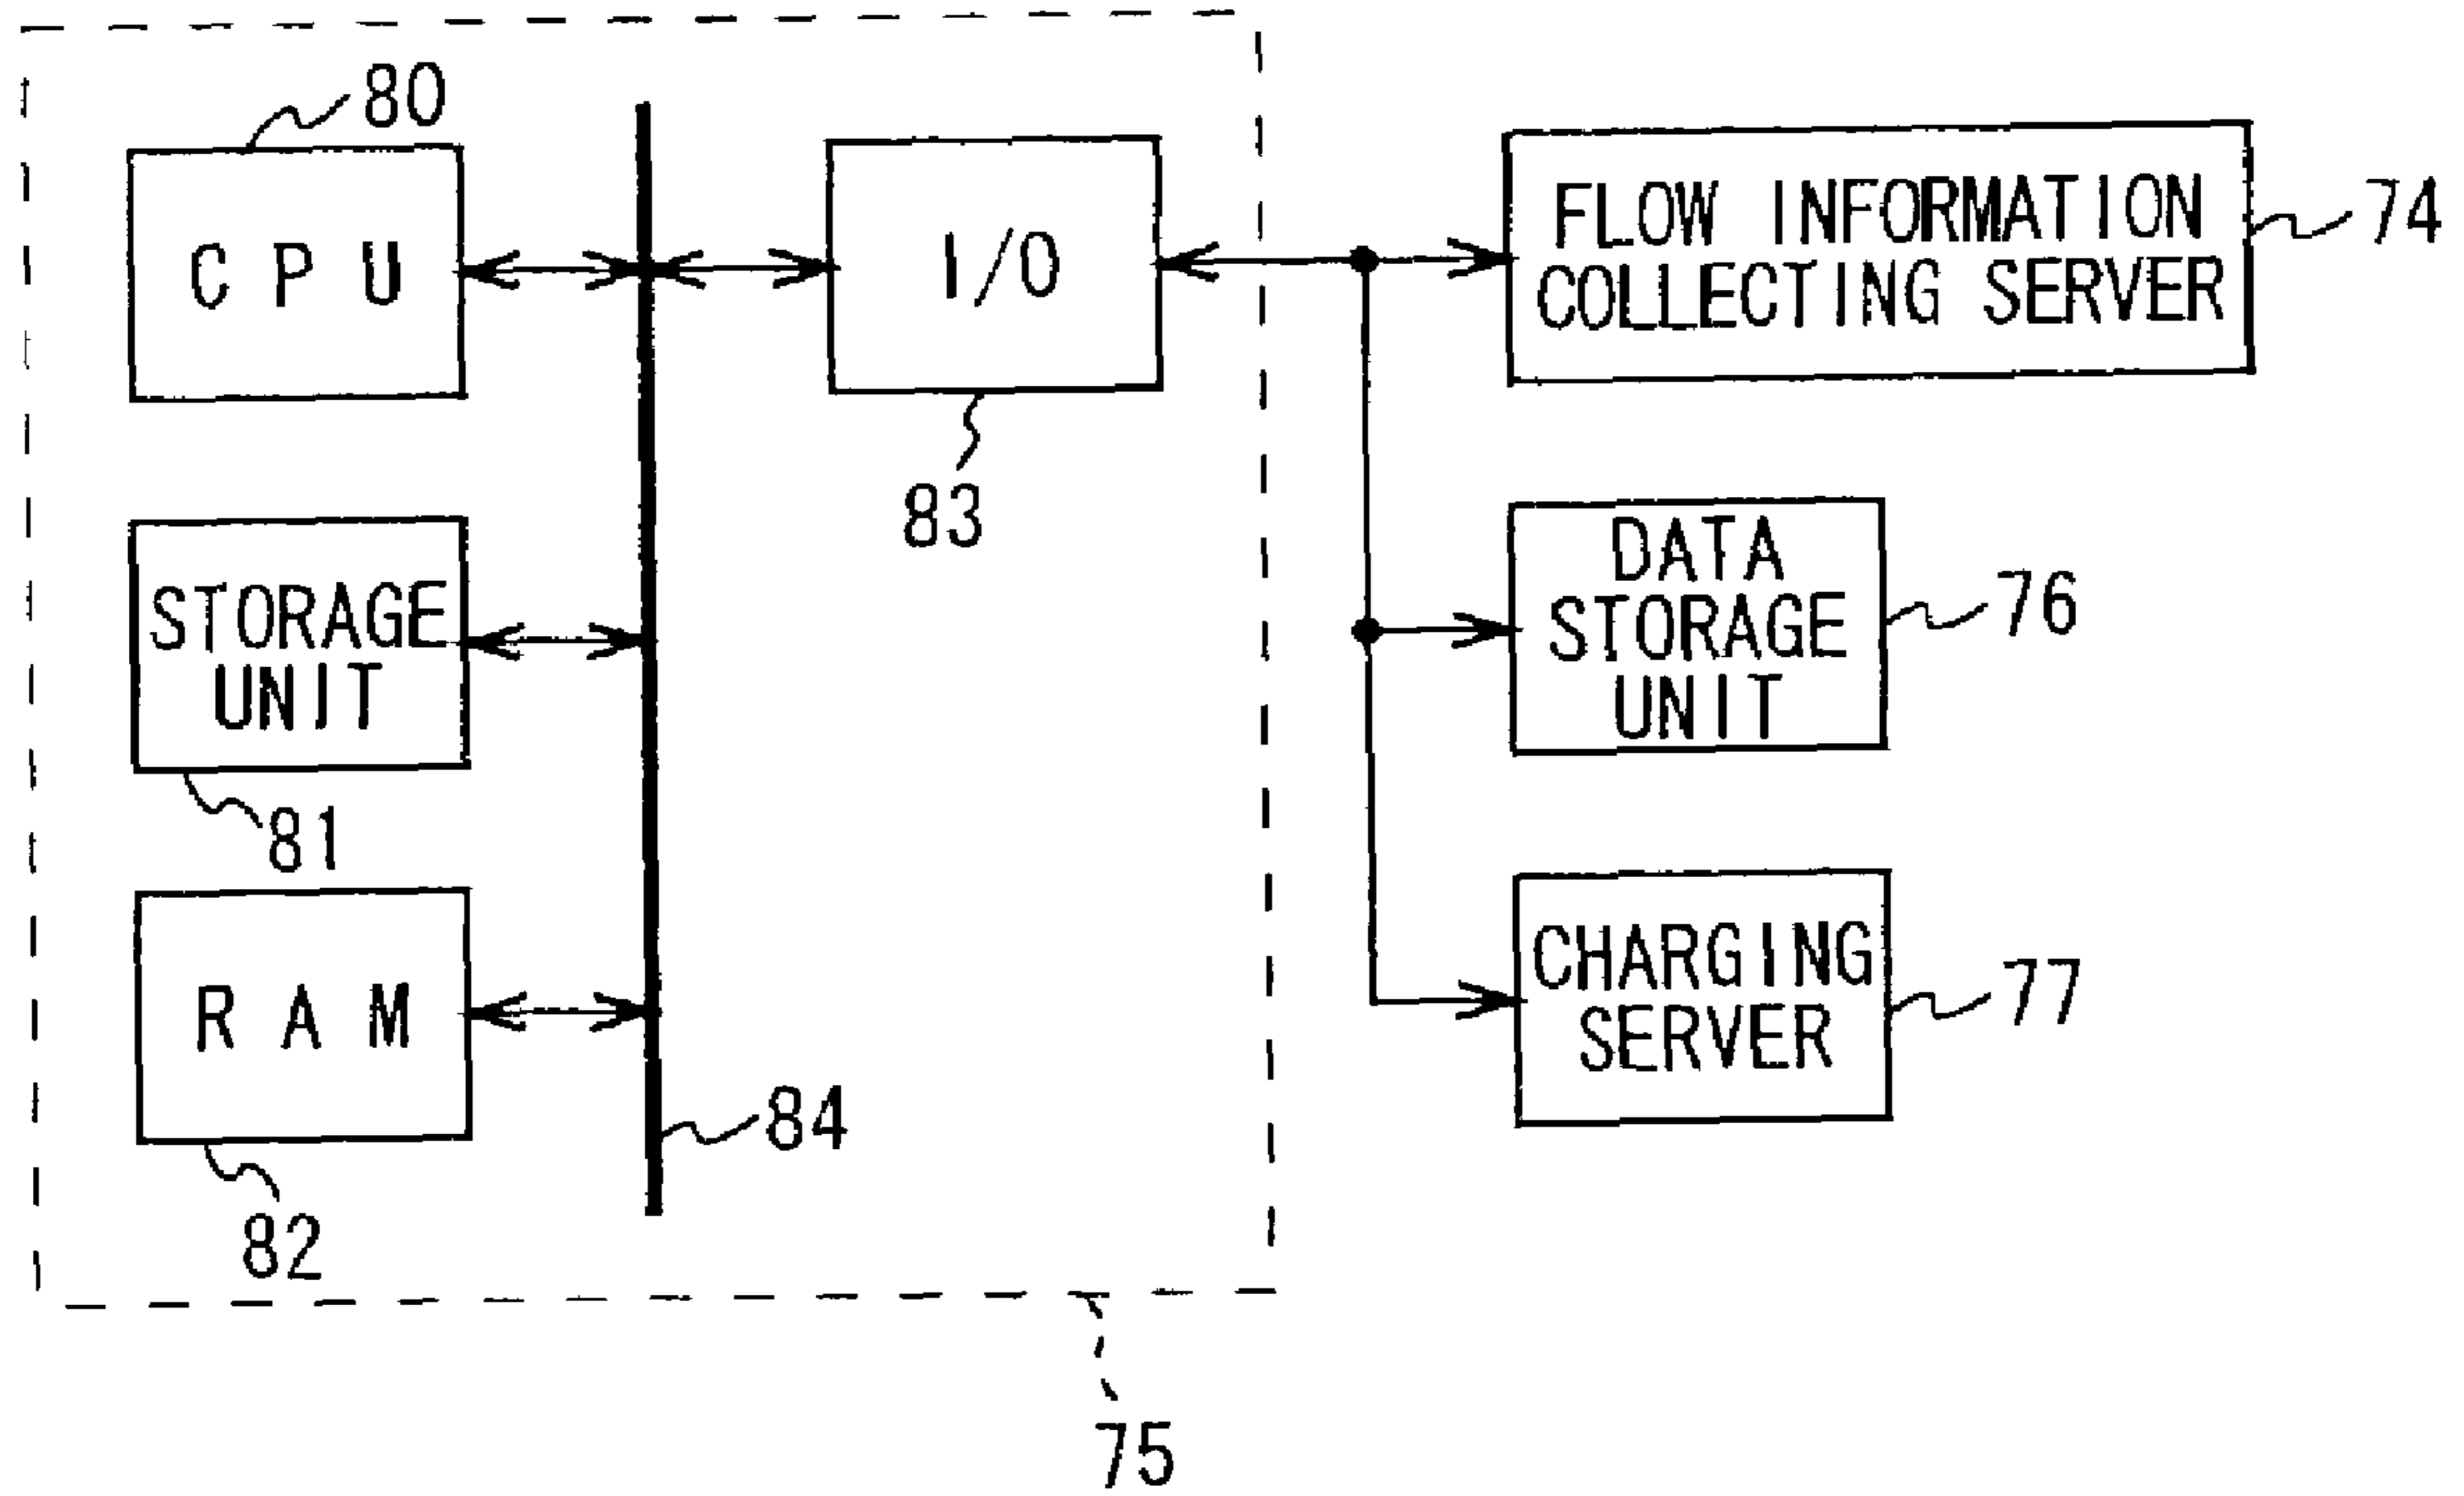 80
C P U
I/O
83
FLOW INFORMATION
COLLECTING SERVER
74
STORAGE
UNIT
81
DATA
STORAGE
UNIT
76
R A M
82
84
CHARGING
SERVER
77
75